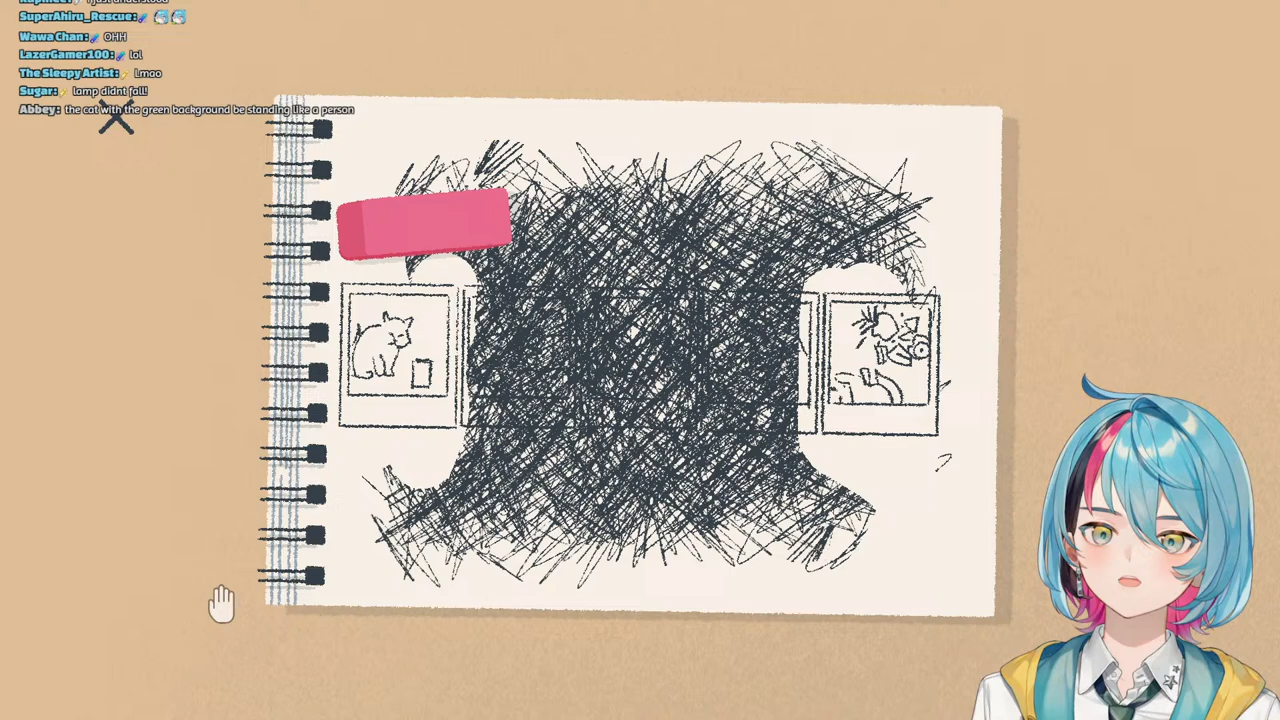 SuperAhiru_Rescue:
Wawa Chan: OHH
LazerGamer100: lol
The Sleepy Artist: Lmao
Sugar: lamp didnt fall!
Abbey: the cat with the green background be standing like a person